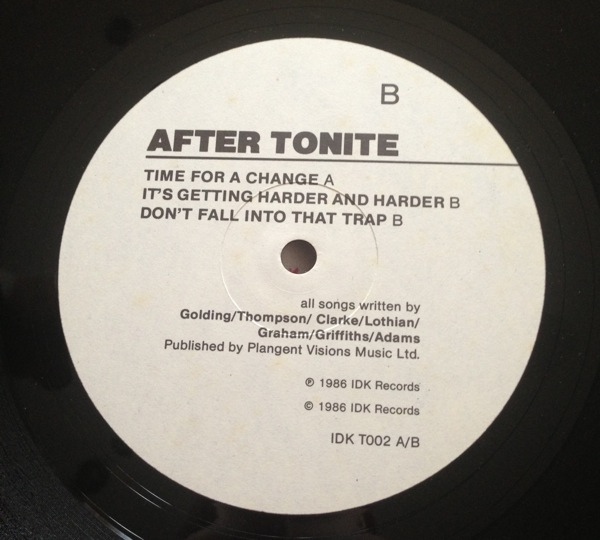 B
AFTER TONITE
TIME FOR A CHANGE A
IT'S GETTING HARDER AND HARDER B
DON'T FALL INTO THAT TRAP B
all songs written by
Golding/Thompson/ Clarke/Lothian/
Graham/Griffiths/Adams
Published by Plangent Visions Music Ltd.
℗ 1986 IDK Records
© 1986 IDK Records
IDK T002 A/B